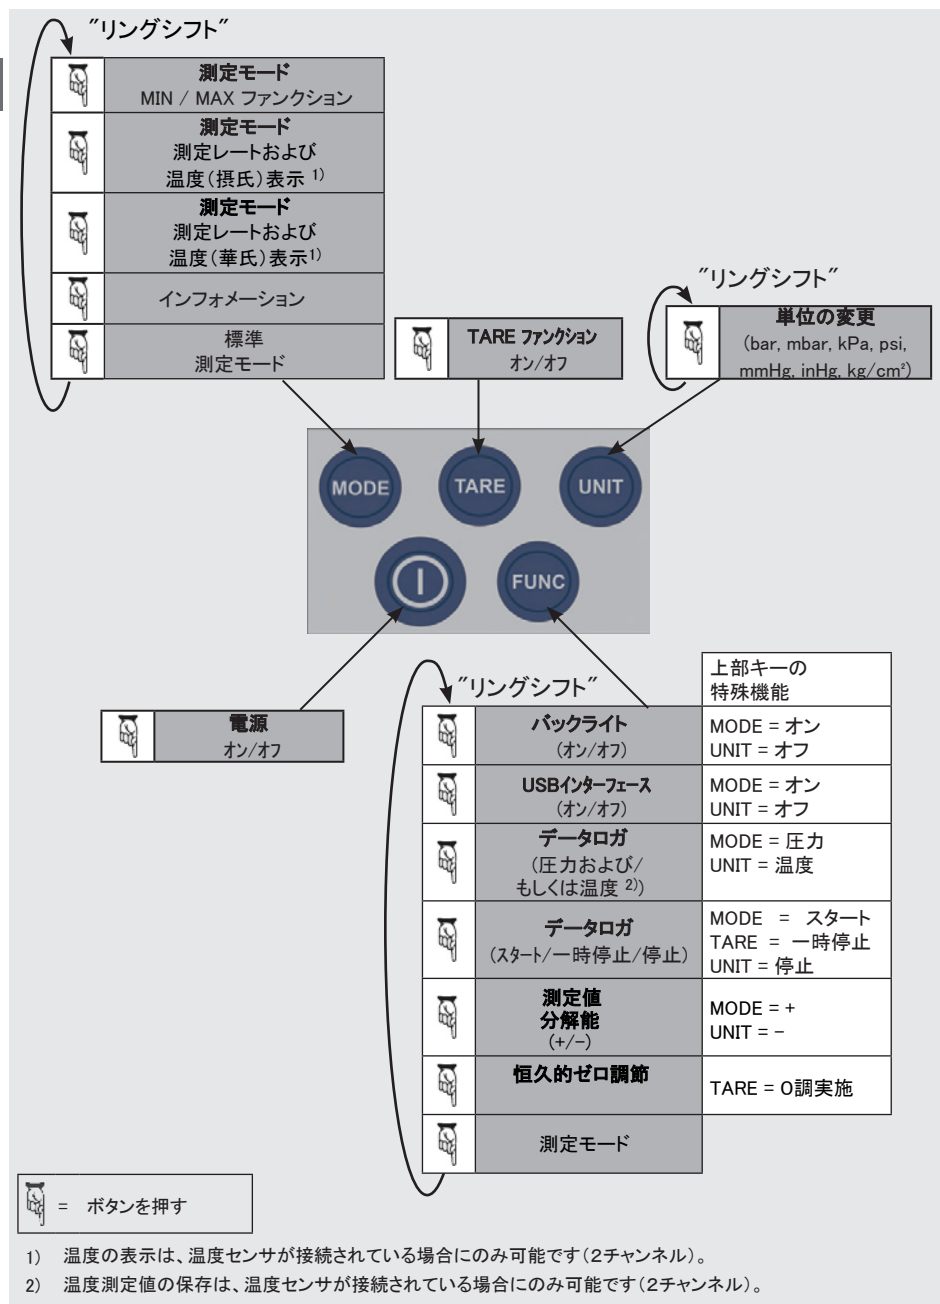 "リングシフト"
測定モード
MIN / MAX ファンクション
測定モード
測定レートおよび
温度(摂氏)表示 1)
測定モード
測定レートおよび
温度(華氏)表示1)
インフォメーション
標準
測定モード
TARE ファンクション
オン/オフ
"リングシフト"
単位の変更
(bar, mbar, kPa, psi,
mmHg, inHg, kg/cm²)
MODE
TARE
UNIT
FUNC
電源
オン/オフ
"リングシフト"
上部キーの
特殊機能
バックライト
(オン/オフ)
MODE = オン
UNIT = オフ
USBインターフェース
(オン/オフ)
MODE = オン
UNIT = オフ
データロガ
(圧力および/
もしくは温度 2))
MODE = 圧力
UNIT = 温度
データロガ
(スタート/一時停止/停止)
MODE = スタート
TARE = 一時停止
UNIT = 停止
測定値
分解能
(+/-)
MODE = +
UNIT = -
恒久的ゼロ調節
TARE = 0調実施
測定モード
= ボタンを押す
1) 温度の表示は、温度センサが接続されている場合にのみ可能です(2チャンネル)。
2) 温度測定値の保存は、温度センサが接続されている場合にのみ可能です(2チャンネル)。